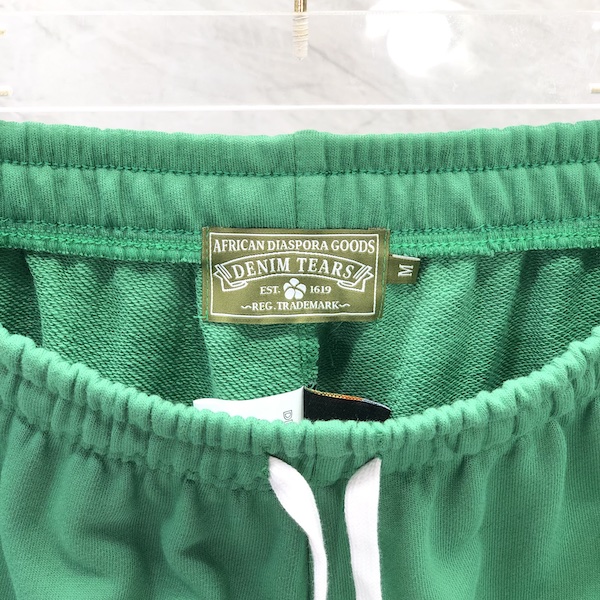 AFRICAN DIASPORA GOODS
DENIM TEARS
EST. 1619
~REG. TRADEMARK~
M